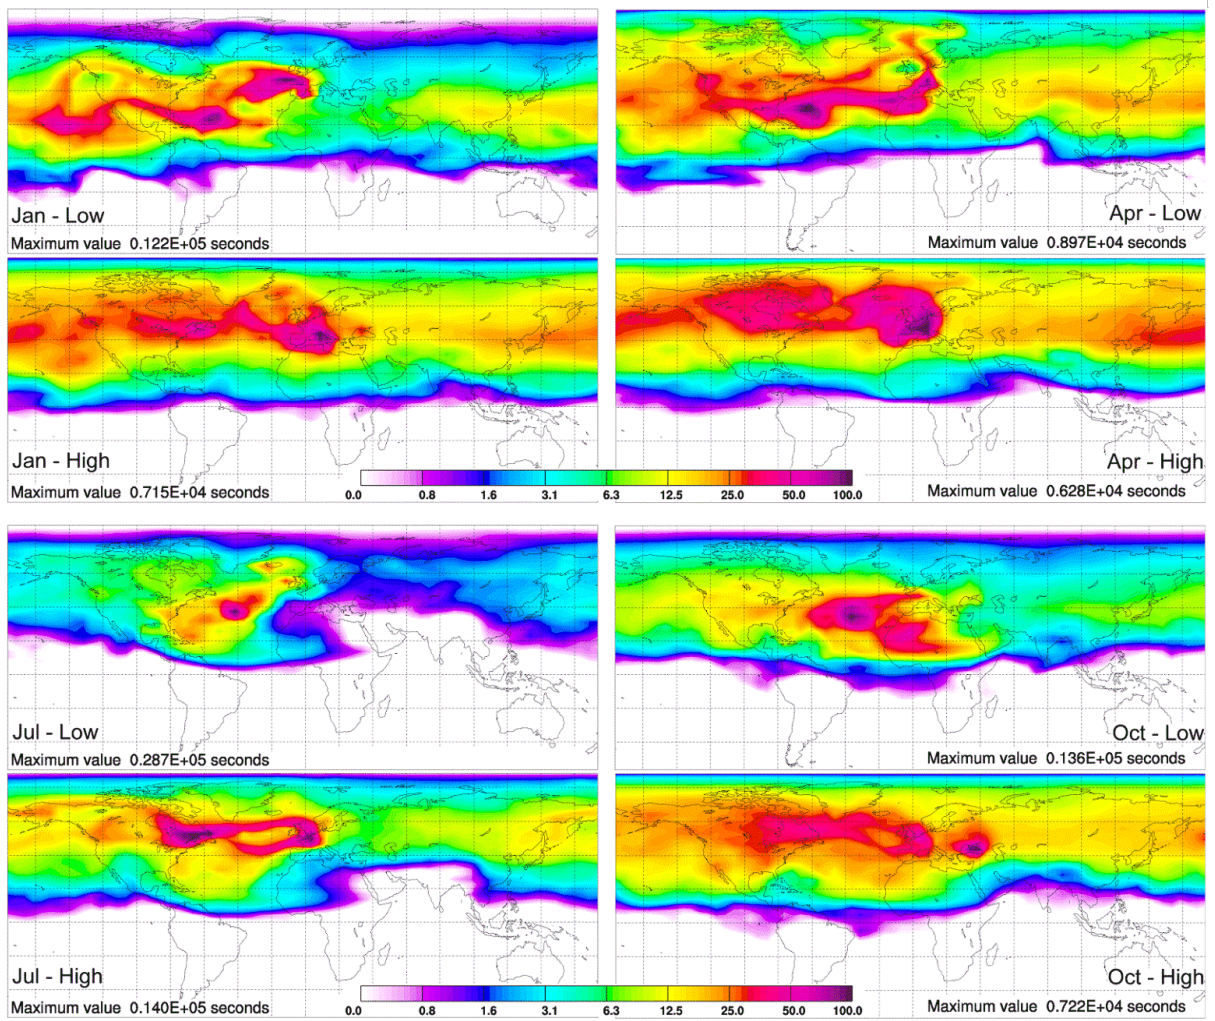 Jan - Low
Maximum value 0.122E+05 seconds
Apr - Low
Maximum value 0.897E+04 seconds
Jan - High
Maximum value 0.715E+04 seconds
Apr - High
Maximum value 0.628E+04 seconds
0.0 0.8 1.6 3.1 6.3 12.5 25.0 50.0 100.0
Jul - Low
Maximum value 0.287E+05 seconds
Oct - Low
Maximum value 0.136E+05 seconds
Jul - High
Maximum value 0.140E+05 seconds
Oct - High
Maximum value 0.722E+04 seconds
0.0 0.8 1.6 3.1 6.3 12.5 25.0 50.0 100.0